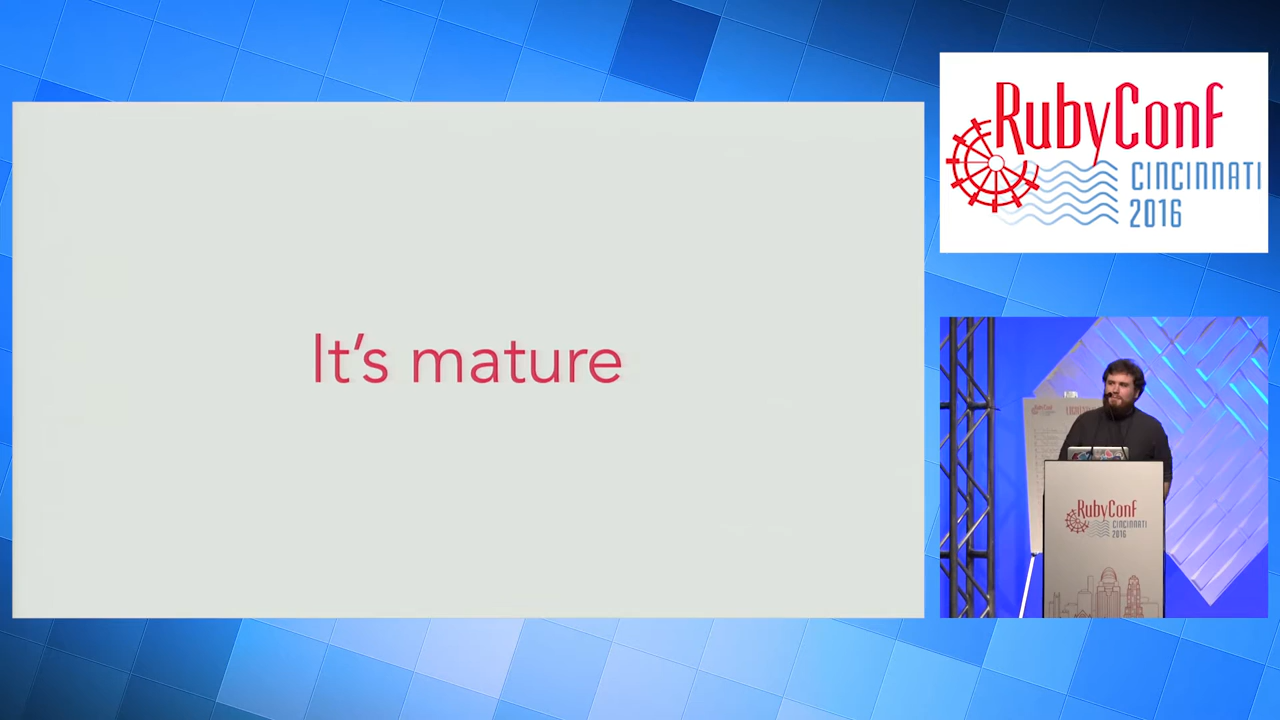 It's mature
RubyConf
CINCINNATI
2016
RubyConf
CINCINNATI
2016